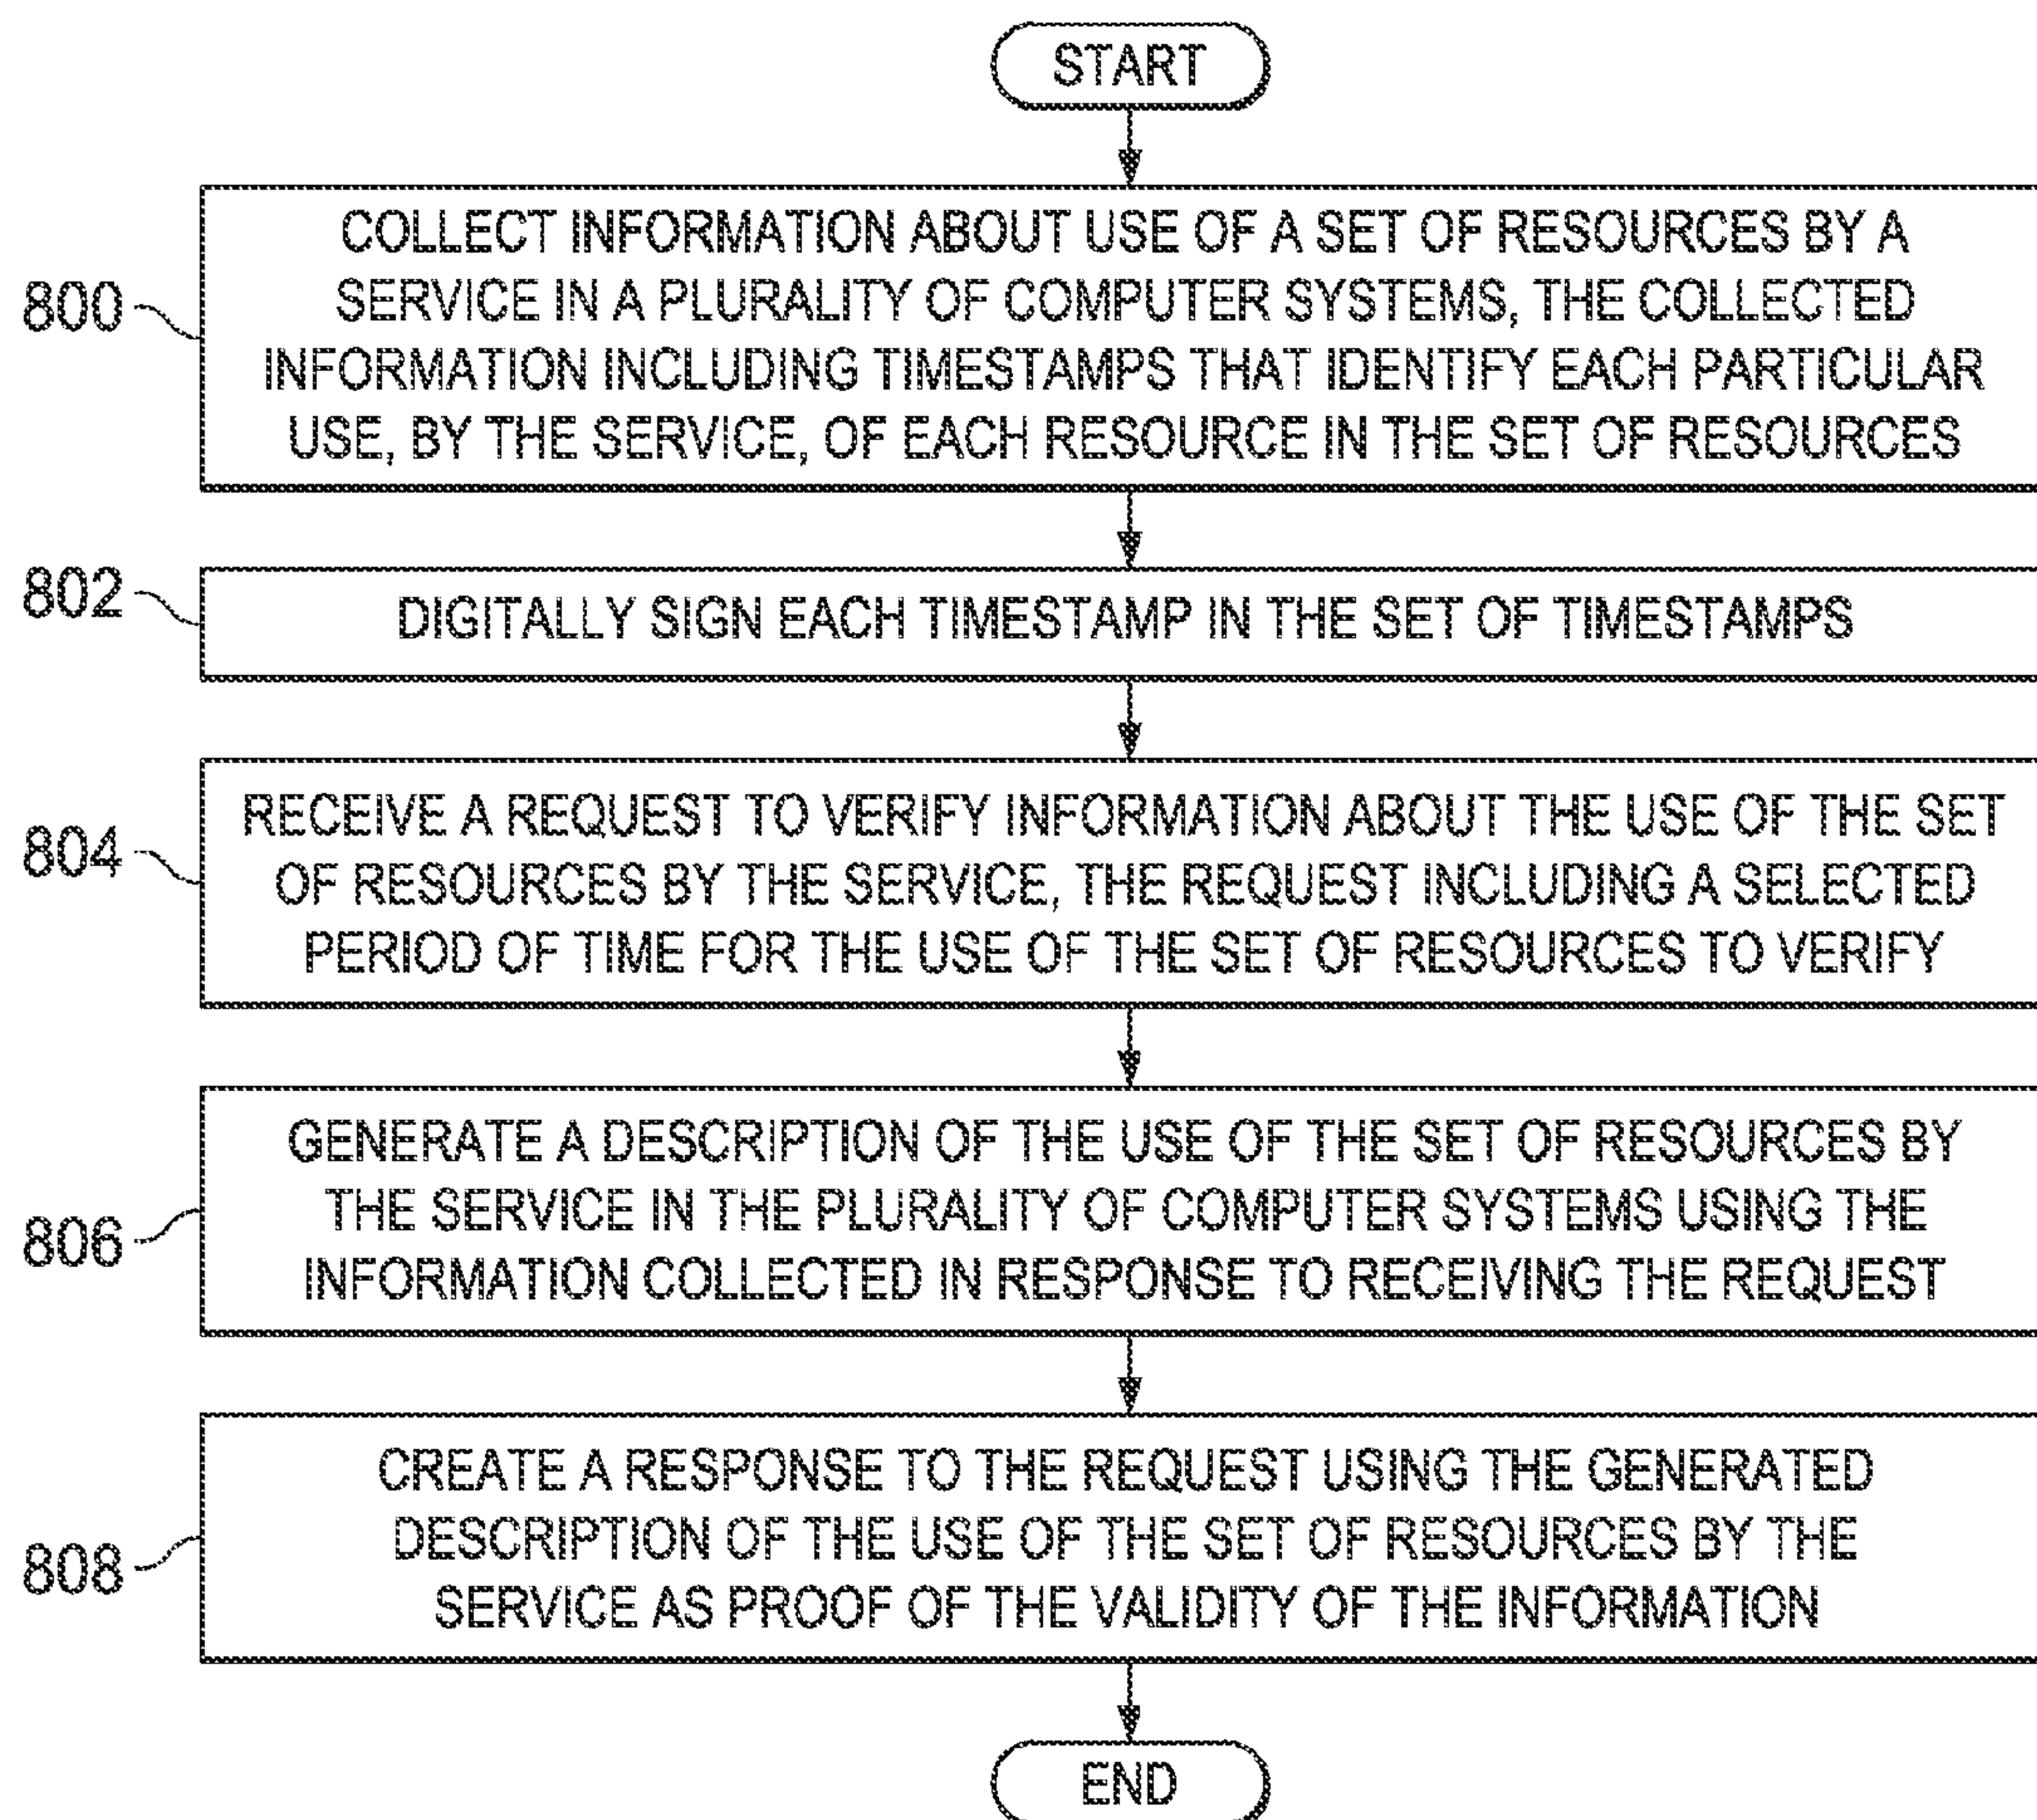 START
COLLECT INFORMATION ABOUT USE OF A SET OF RESOURCES BY A
SERVICE IN A PLURALITY OF COMPUTER SYSTEMS, THE COLLECTED
INFORMATION INCLUDING TIMESTAMPS THAT IDENTIFY EACH PARTICULAR
USE, BY THE SERVICE, OF EACH RESOURCE IN THE SET OF RESOURCES
800
802
DIGITALLY SIGN EACH TIMESTAMP IN THE SET OF TIMESTAMPS
804
RECEIVE A REQUEST TO VERIFY INFORMATION ABOUT THE USE OF THE SET
OF RESOURCES BY THE SERVICE, THE REQUEST INCLUDING A SELECTED
PERIOD OF TIME FOR THE USE OF THE SET OF RESOURCES TO VERIFY
806
GENERATE A DESCRIPTION OF THE USE OF THE SET OF RESOURCES BY
THE SERVICE IN THE PLURALITY OF COMPUTER SYSTEMS USING THE
INFORMATION COLLECTED IN RESPONSE TO RECEIVING THE REQUEST
808
CREATE A RESPONSE TO THE REQUEST USING THE GENERATED
DESCRIPTION OF THE USE OF THE SET OF RESOURCES BY THE
SERVICE AS PROOF OF THE VALIDITY OF THE INFORMATION
END